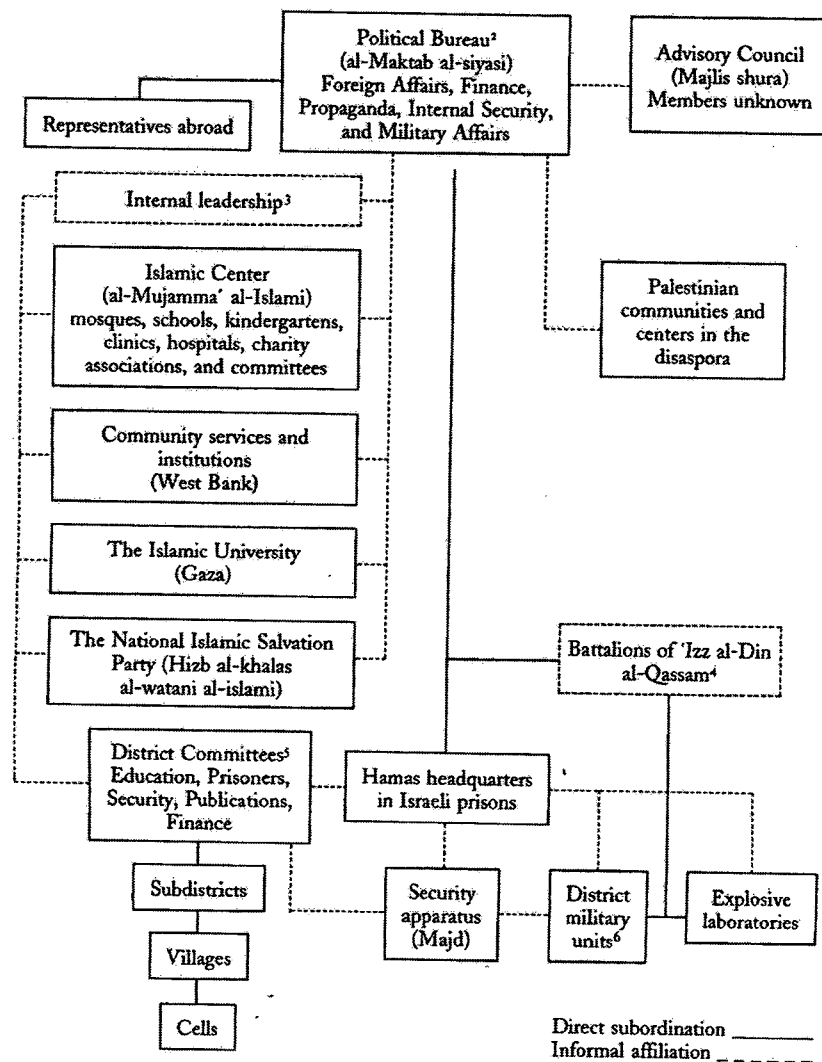 Political Bureau²
(al-Maktab al-siyasi)
Foreign Affairs, Finance,
Propaganda, Internal Security,
and Military Affairs
Advisory Council
(Majlis shura)
Members unknown
Representatives abroad
Internal leadership³
Islamic Center
(al-Mujamma´ al-Islami)
mosques, schools, kindergartens,
clinics, hospitals, charity
associations, and committees
Palestinian
communities and
centers in the
disaspora
Community services and
institutions
(West Bank)
The Islamic University
(Gaza)
The National Islamic Salvation
Party (Hizb al-khalas
al-watani al-islami)
Battalions of ʿIzz al-Din
al-Qassam⁴
District Committees⁵
Education, Prisoners,
Security, Publications,
Finance
Hamas headquarters
in Israeli prisons
Subdistricts
Security
apparatus
(Majd)
District
military
units⁶
Explosive
laboratories
Villages
Cells
Direct subordination
Informal affiliation